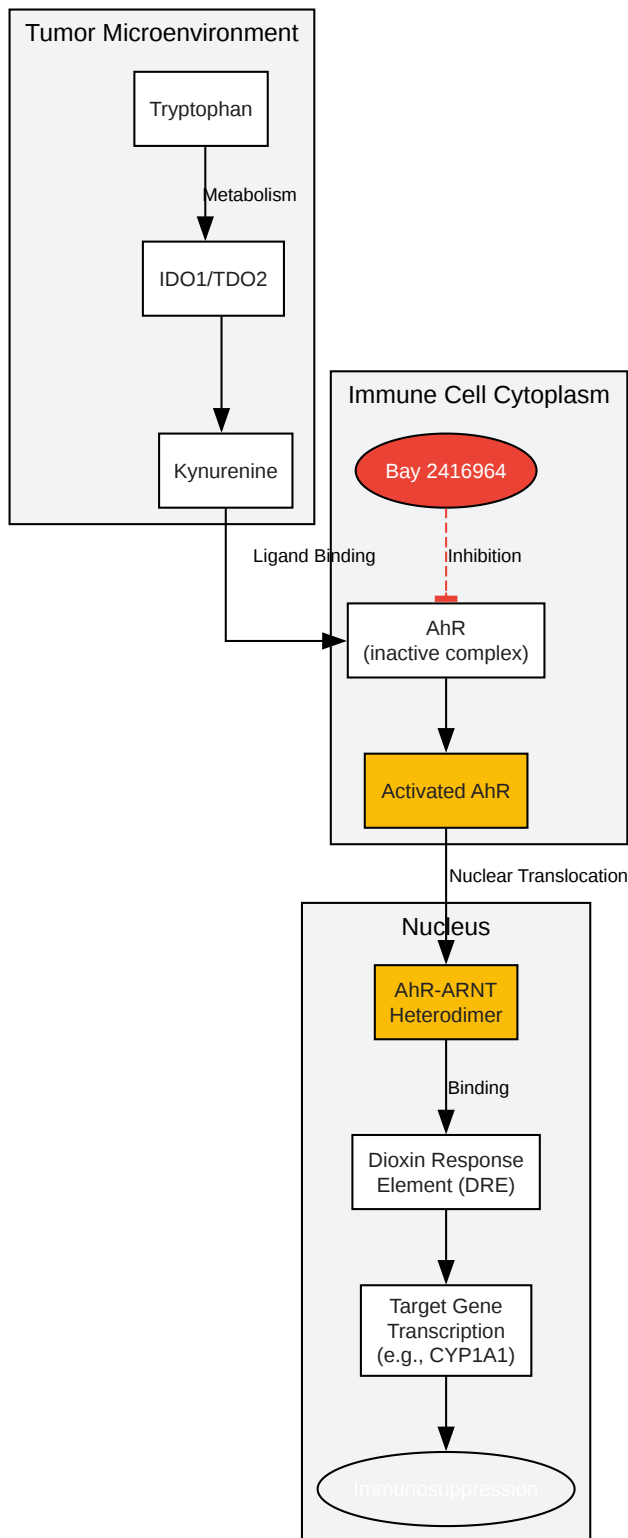 Tumor Microenvironment
Tryptophan
Metabolism
IDO1/TDO2
Kynurenine
Immune Cell Cytoplasm
Bay 2416964
Ligand Binding
Inhibition
AhR
(inactive complex)
Activated AhR
Nuclear Translocation
Nucleus
AhR-ARNT
Heterodimer
Binding
Dioxin Response
Element (DRE)
Target Gene
Transcription
(e.g., CYP1A1)
Immunosuppression